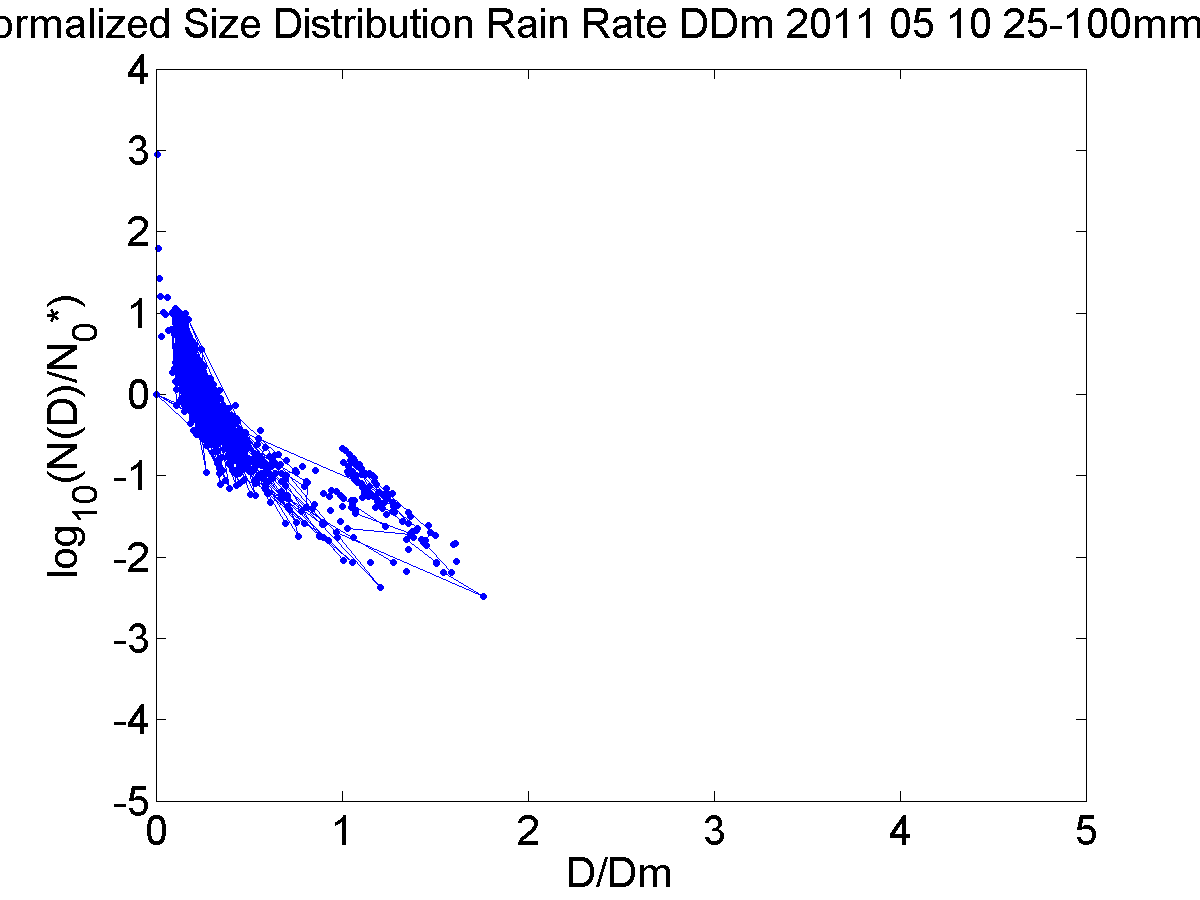 ormalized Size Distribution Rain Rate DDm 2011 05 10 25-100mm
4
3
2
1
0
-1
-2
-3
-4
-5
log10(N(D)/N0*)
0 1 2 3 4 5
D/Dm